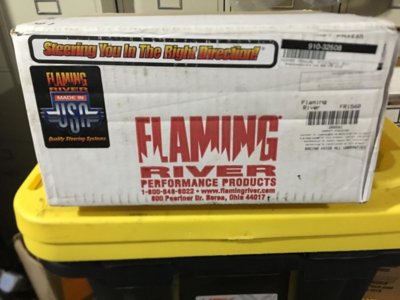 Steering You In The Right Direction!
910-32508
FLAMING
RIVER
MADE IN
USA
Quality Steering Systems
Flaming
River
FR1560
FLAMING
RIVER
PERFORMANCE PRODUCTS
1-800-648-8022 • www.flamingriver.com
800 Poertner Dr. Berea, Ohio 44017